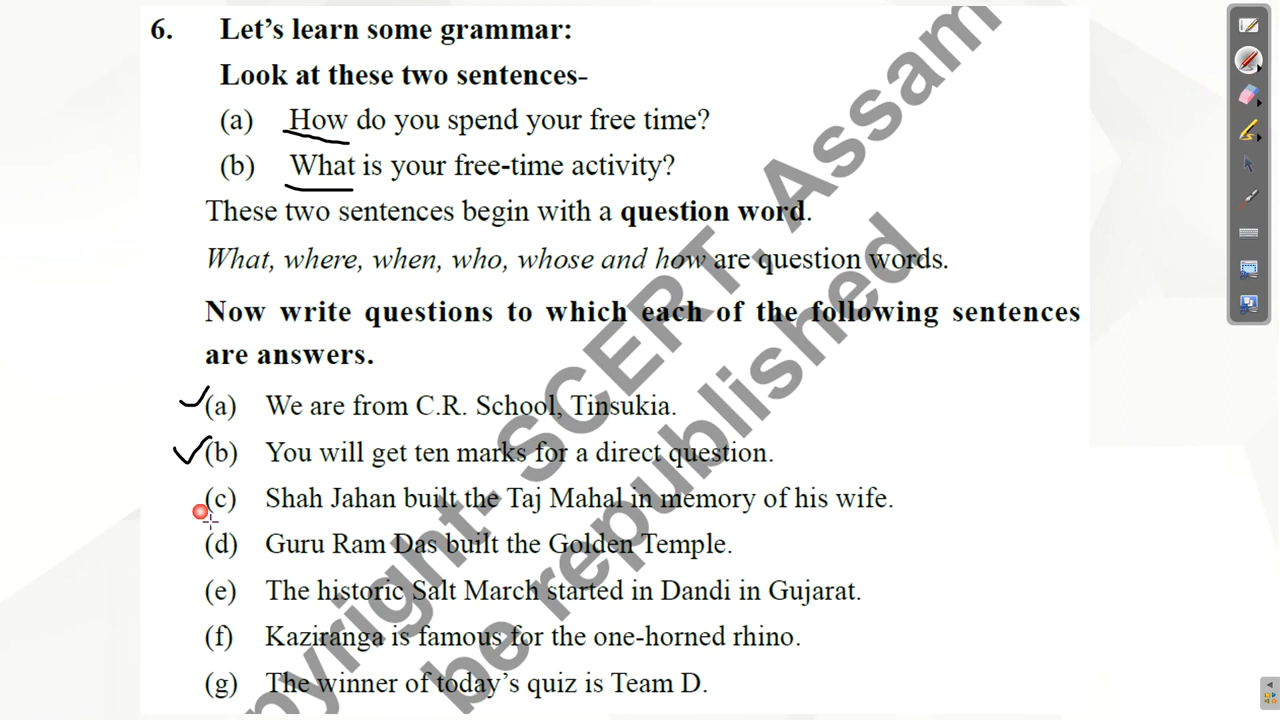 6. Let's learn some grammar:
Look at these two sentences-
(a) How do you spend your free time?
(b) What is your free-time activity?
These two sentences begin with a question word.
What, where, when, who, whose and how are question words.
Now write questions to which each of the following sentences
are answers.
(a) We are from C.R. School, Tinsukia.
(b) You will get ten marks for a direct question.
(c) Shah Jahan built the Taj Mahal in memory of his wife.
(d) Guru Ram Das built the Golden Temple.
(e) The historic Salt March started in Dandi in Gujarat.
(f) Kaziranga is famous for the one-horned rhino.
(g) The winner of today's quiz is Team D.
pyright- SCERT, Assam
be republished